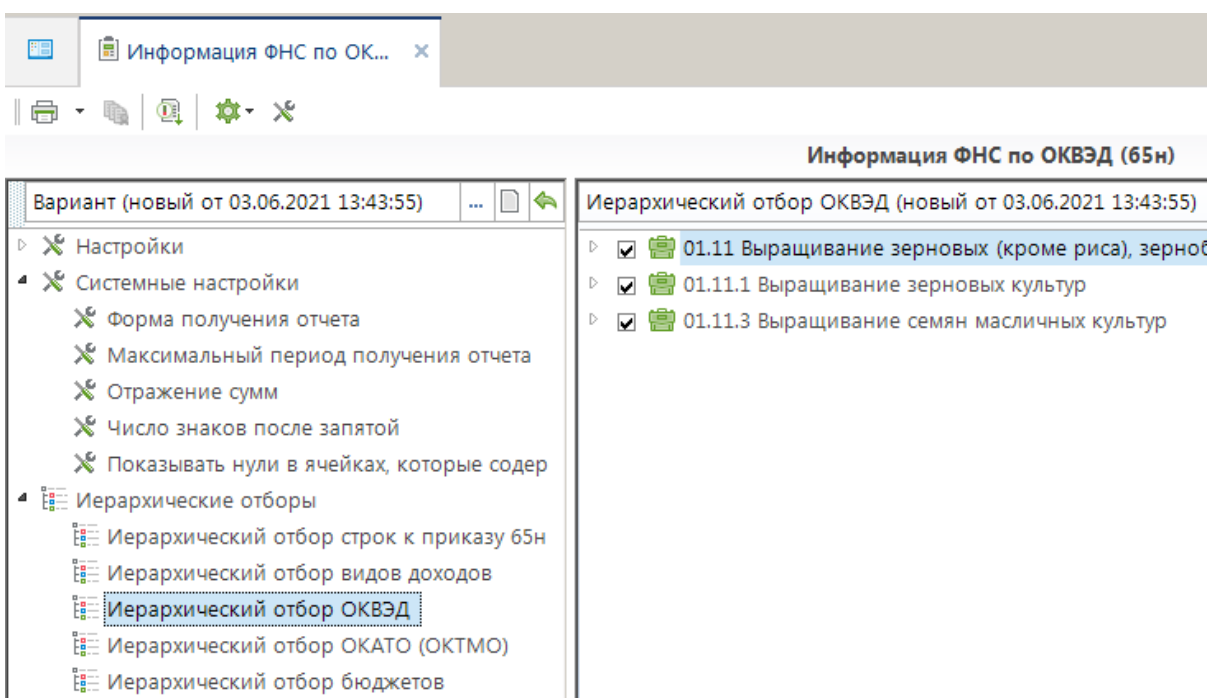 Информация ФНС по ОК...
Информация ФНС по ОКВЭД (65н)
Вариант (новый от 03.06.2021 13:43:55) ...
Настройки
Системные настройки
Форма получения отчета
Максимальный период получения отчета
Отражение сумм
Число знаков после запятой
Показывать нули в ячейках, которые содер
Иерархические отборы
Иерархический отбор строк к приказу 65н
Иерархический отбор видов доходов
Иерархический отбор ОКВЭД
Иерархический отбор ОКАТО (ОКТМО)
Иерархический отбор бюджетов
Иерархический отбор ОКВЭД (новый от 03.06.2021 13:43:55)
01.11 Выращивание зерновых (кроме риса), зерноб
01.11.1 Выращивание зерновых культур
01.11.3 Выращивание семян масличных культур